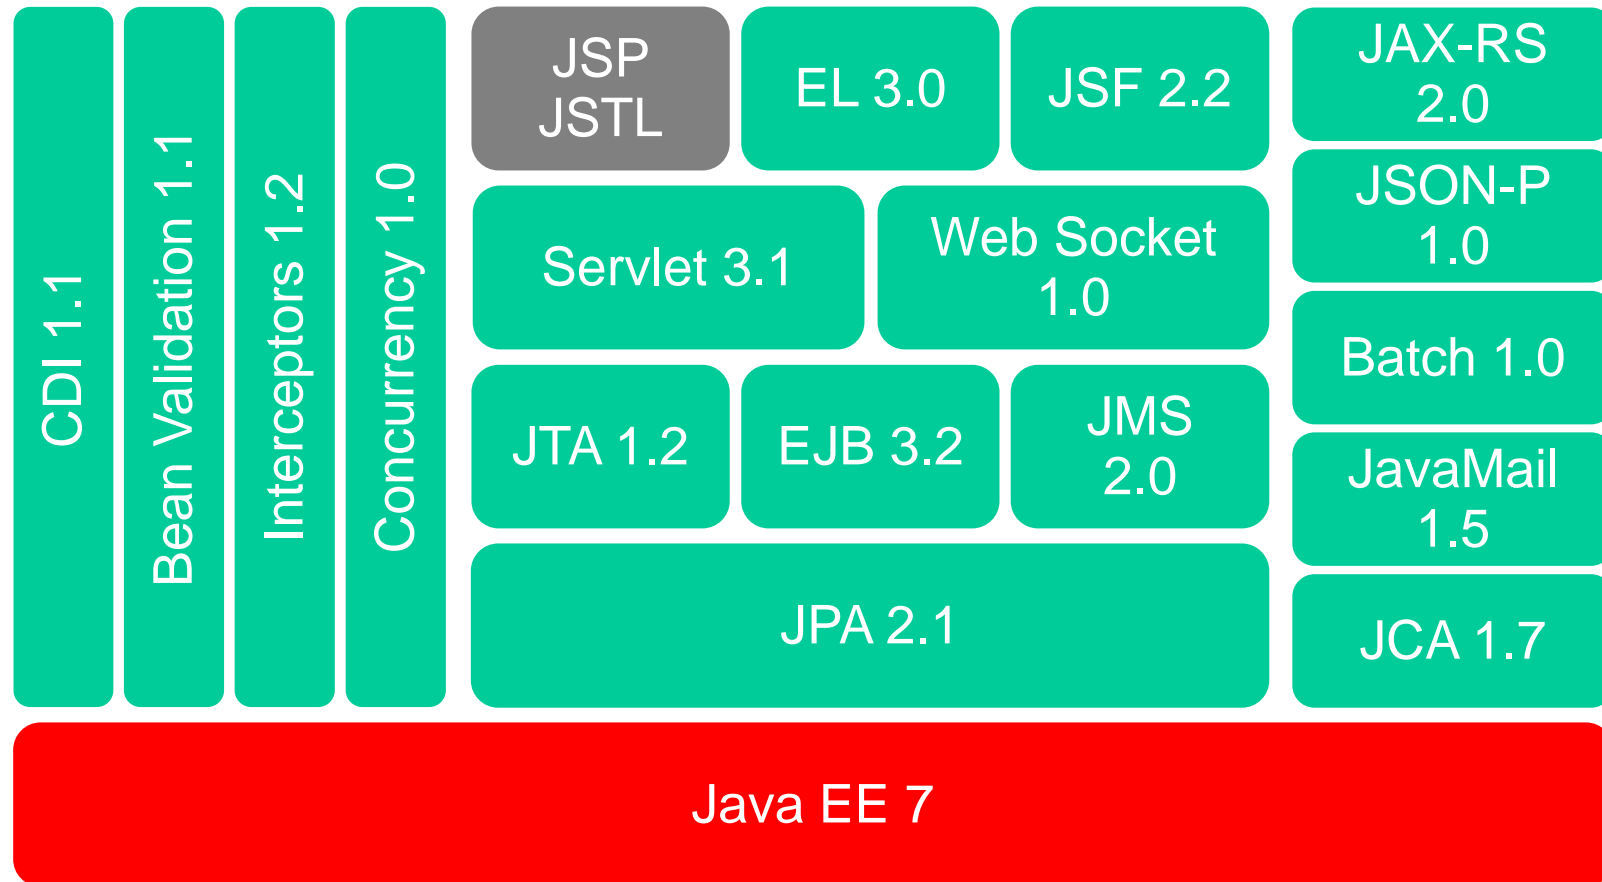 CDI 1.1
Bean Validation 1.1
Interceptors 1.2
Concurrency 1.0
JSP
JSTL
EL 3.0
JSF 2.2
Servlet 3.1
Web Socket
1.0
JTA 1.2
EJB 3.2
JMS
2.0
JPA 2.1
JAX-RS
2.0
JSON-P
1.0
Batch 1.0
JavaMail
1.5
JCA 1.7
Java EE 7